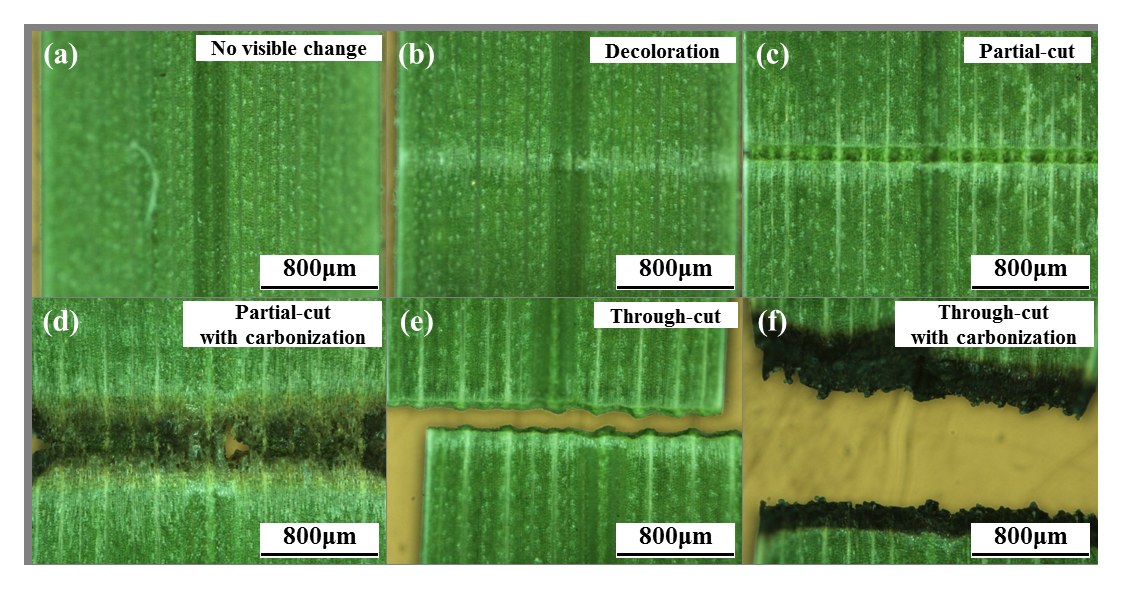 (a)
No visible change
800μm
(b)
Decoloration
800μm
(c)
Partial-cut
800μm
(d)
Partial-cut
with carbonization
800μm
(e)
Through-cut
800μm
(f)
Through-cut
with carbonization
800μm